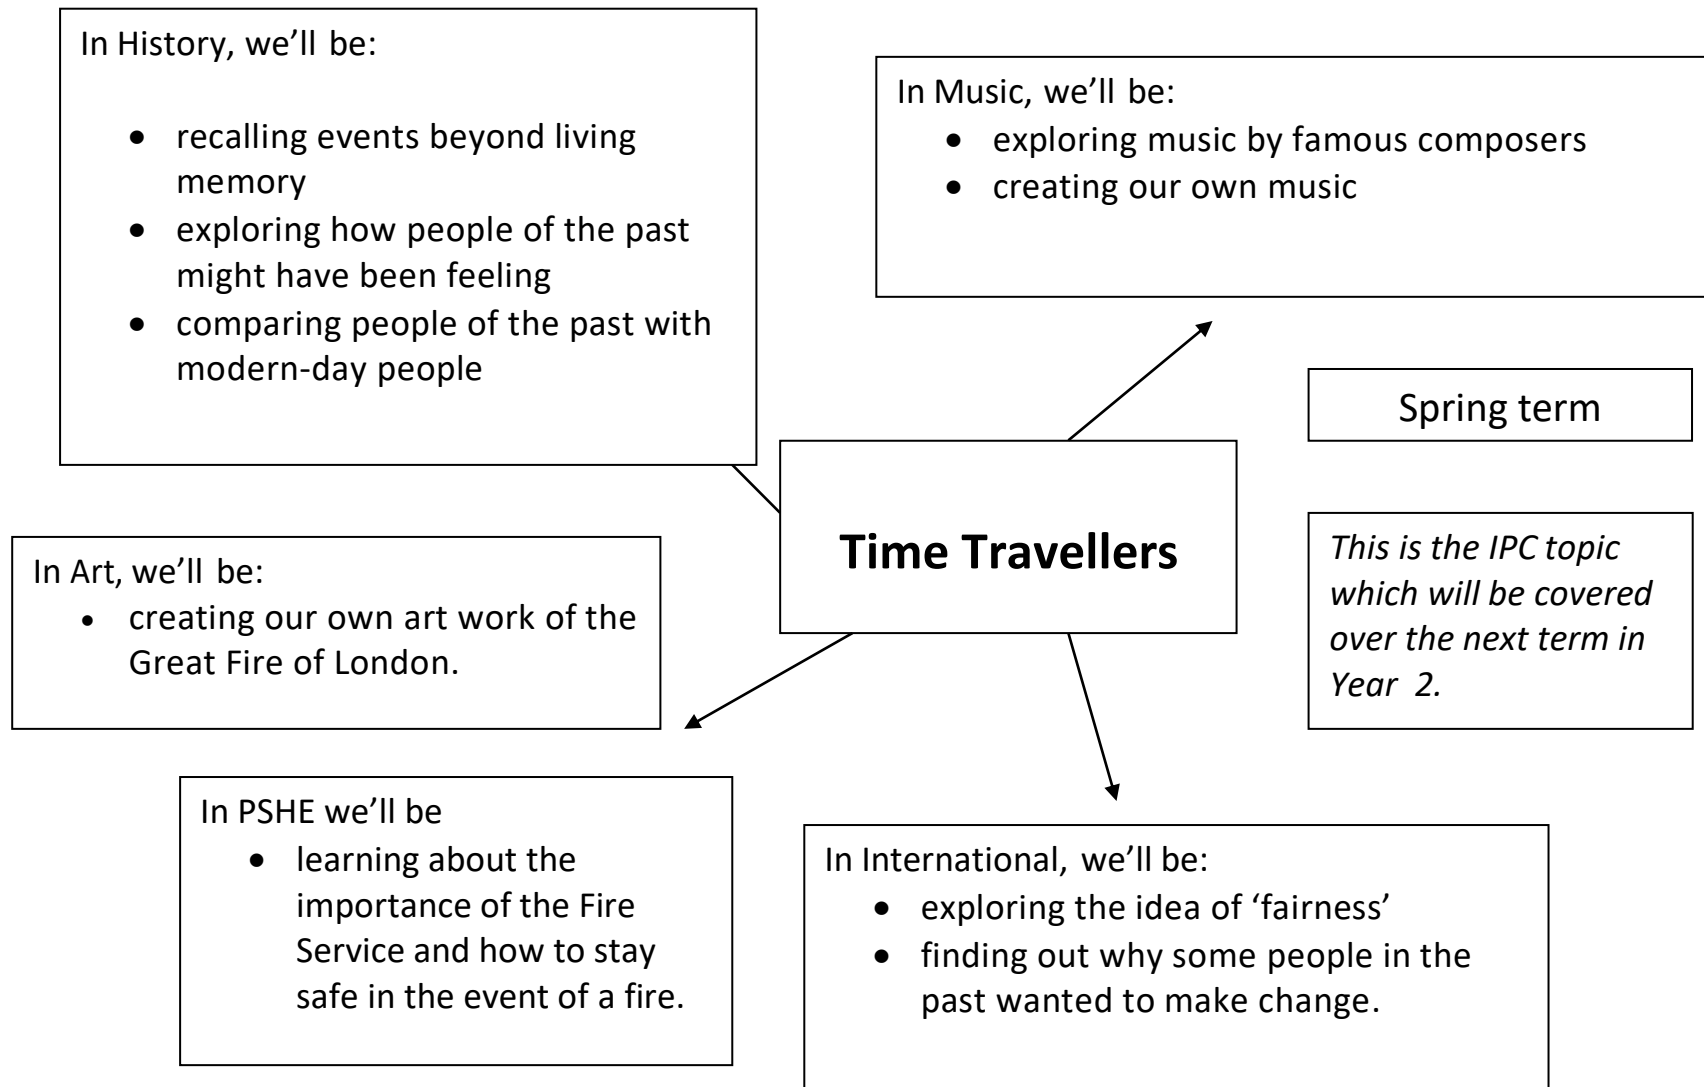 In History, we’ll be:
• recalling events beyond living
memory
• exploring how people of the past
might have been feeling
• comparing people of the past with
modern-day people
In Music, we’ll be:
• exploring music by famous composers
• creating our own music
Spring term
Time Travellers
This is the IPC topic
which will be covered
over the next term in
Year  2.
In Art, we’ll be:
• creating our own art work of the
Great Fire of London.
In PSHE we’ll be
• learning about the
importance of the Fire
Service and how to stay
safe in the event of a fire.
In International, we’ll be:
• exploring the idea of ‘fairness’
• finding out why some people in the
past wanted to make change.